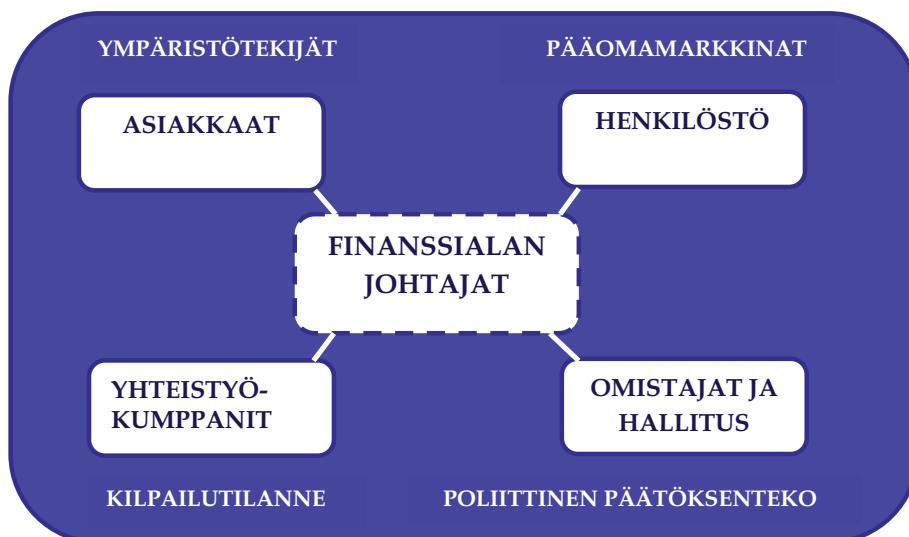 YMPÄRISTÖTEKIJÄT
PÄÄOMAMARKKINAT
ASIAKKAAT
HENKILÖSTÖ
FINANSSIALAN
JOHTAJAT
YHTEISTYÖ-
KUMPPANIT
OMISTAJAT JA
HALLITUS
KILPAILUTILANNE
POLIITTINEN PÄÄTÖKSENTEKO